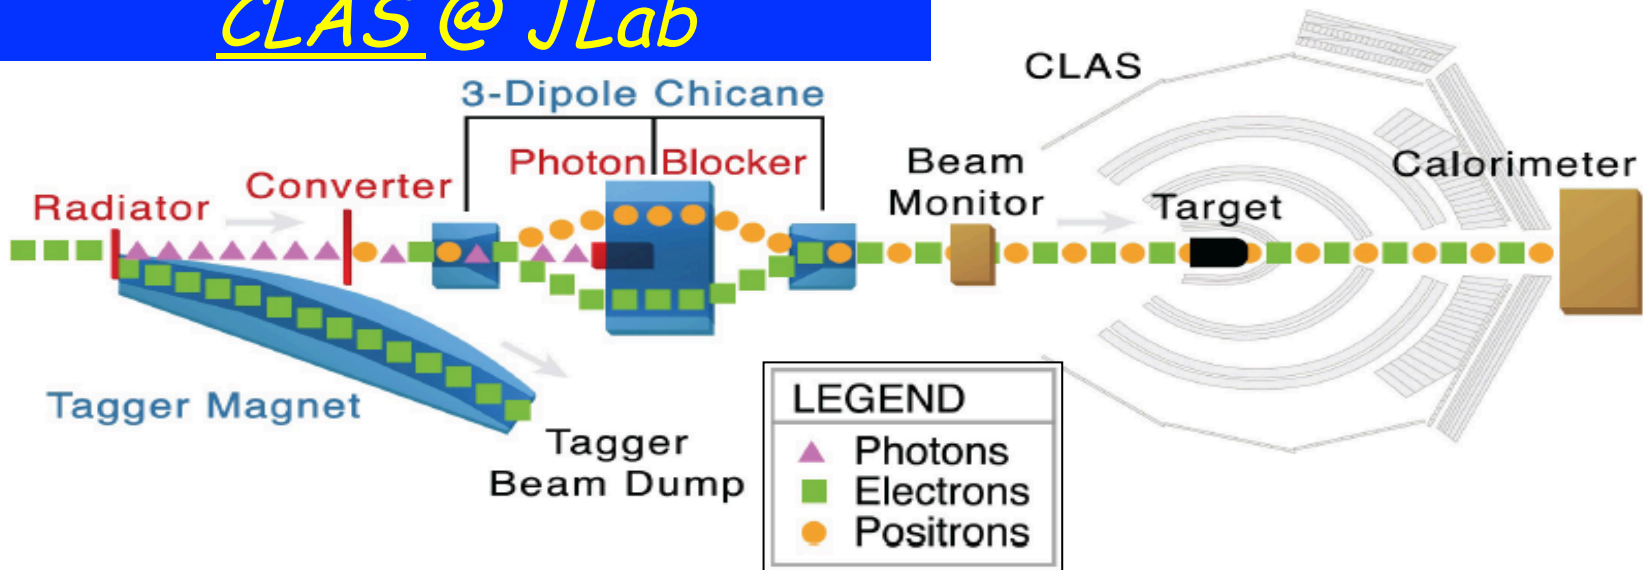 CLAS @ JLab
3-Dipole Chicane
CLAS
Photon Blocker
Beam
Monitor
Calorimeter
Converter
Radiator
Target
Tagger Magnet
Tagger
Beam Dump
LEGEND
Photons
Electrons
Positrons